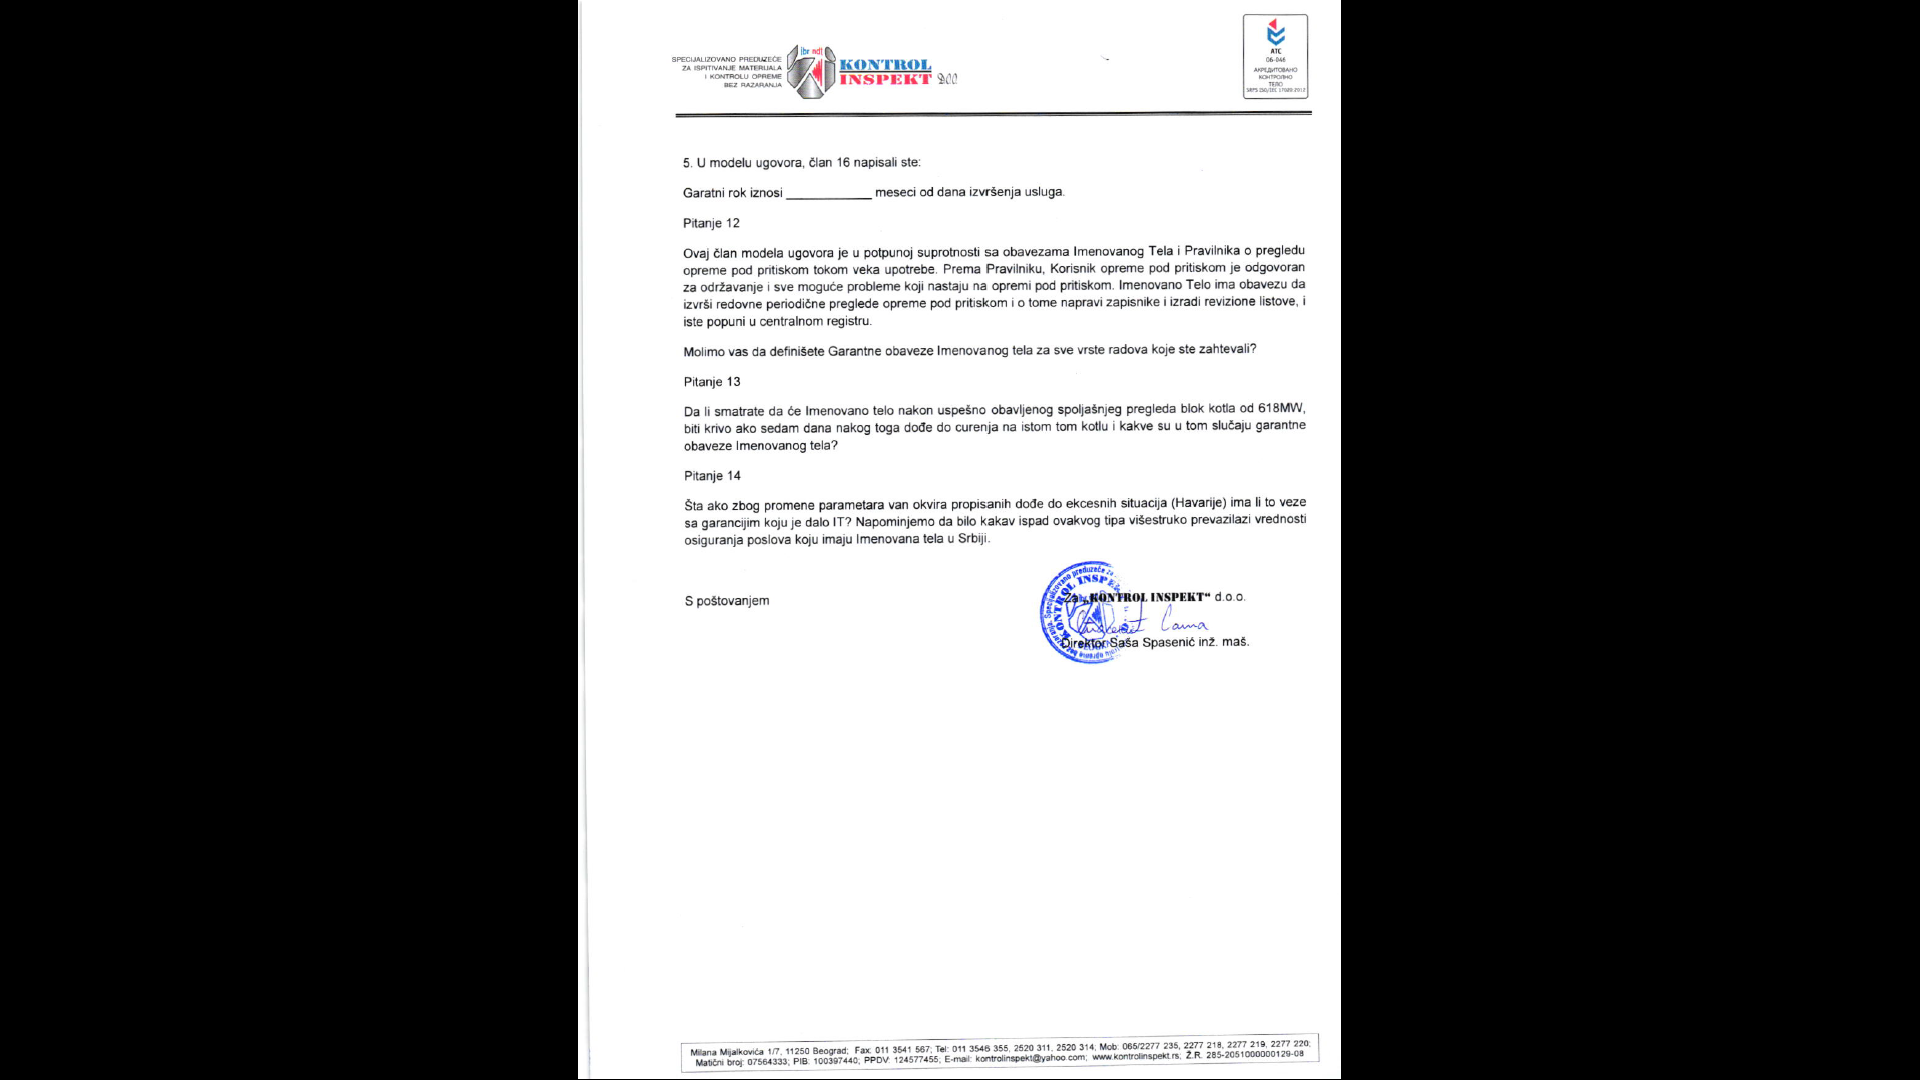 SPECIJALIZOVANO PREDUZEĆE
ZA ISPITIVANJE MATERIJALA
I KONTROLU OPREME
BEZ RAZARANJA
ibr ndt
KONTROL
INSPEKT DOO
ATC
06-046
АКРЕДИТОВАНО
КОНТРОЛНО
ТЕЛО
SRPS ISO/IEC 17020:2012
5. U modelu ugovora, član 16 napisali ste:
Garatni rok iznosi ____________ meseci od dana izvršenja usluga.
Pitanje 12
Ovaj član modela ugovora je u potpunoj suprotnosti sa obavezama Imenovanog Tela i Pravilnika o pregledu
opreme pod pritiskom tokom veka upotrebe. Prema Pravilniku, Korisnik opreme pod pritiskom je odgovoran
za održavanje i sve moguće probleme koji nastaju na opremi pod pritiskom. Imenovano Telo ima obavezu da
izvrši redovne periodične preglede opreme pod pritiskom i o tome napravi zapisnike i izradi revizione listove, i
iste popuni u centralnom registru.
Molimo vas da definišete Garantne obaveze Imenovanog tela za sve vrste radova koje ste zahtevali?
Pitanje 13
Da li smatrate da će Imenovano telo nakon uspešno obavljenog spoljašnjeg pregleda blok kotla od 618MW,
biti krivo ako sedam dana nakog toga dođe do curenja na istom tom kotlu i kakve su u tom slučaju garantne
obaveze Imenovanog tela?
Pitanje 14
Šta ako zbog promene parametara van okvira propisanih dođe do ekcesnih situacija (Havarije) ima li to veze
sa garancijim koju je dalo IT? Napominjemo da bilo kakav ispad ovakvog tipa višestruko prevazilazi vrednosti
osiguranja poslova koju imaju Imenovana tela u Srbiji.
S poštovanjem
Za „KONTROL INSPEKT“ d.o.o.
Direktor Saša Spasenić inž. maš.
Milana Mijalkovića 1/7, 11250 Beograd; Fax: 011 3541 567; Tel: 011 3546 355, 2520 311, 2520 314; Mob: 065/2277 235, 2277 218, 2277 219, 2277 220;
Matični broj: 07564333; PIB: 100397440; PPDV: 124577455; E-mail: kontrolinspekt@yahoo.com; www.kontrolinspekt.rs; Ž.R. 285-2051000000129-08